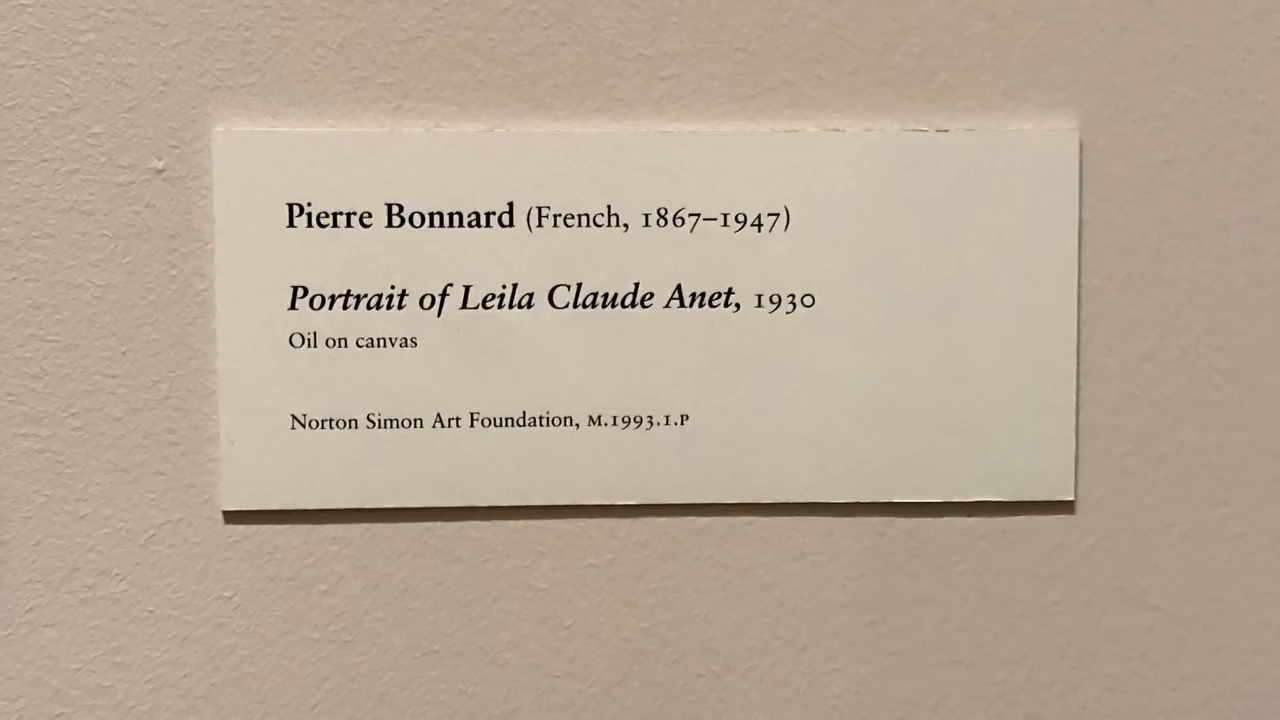 Pierre Bonnard (French, 1867–1947)
Portrait of Leila Claude Anet, 1930
Oil on canvas
Norton Simon Art Foundation, M.1993.1.P